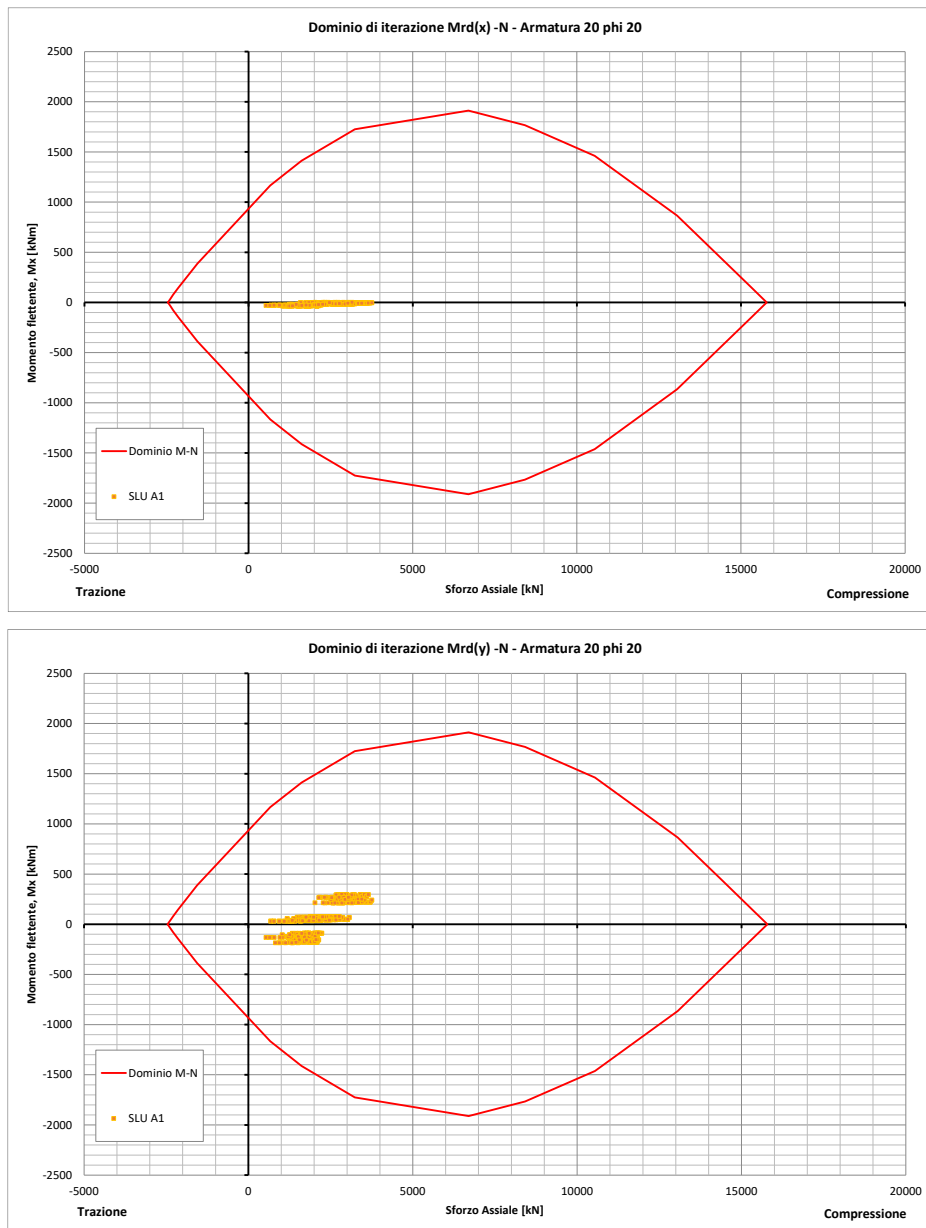 Dominio di iterazione Mrd(x) -N - Armatura 20 phi 20
2500
2000
1500
1000
500
0
-500
-1000
-1500
-2000
-2500
Momento flettente, Mx [kNm]
Dominio M-N
SLU A1
-5000 0 5000 10000 15000 20000
Trazione Sforzo Assiale [kN] Compressione
Dominio di iterazione Mrd(y) -N - Armatura 20 phi 20
2500
2000
1500
1000
500
0
-500
-1000
-1500
-2000
-2500
Momento flettente, Mx [kNm]
Dominio M-N
SLU A1
-5000 0 5000 10000 15000 20000
Trazione Sforzo Assiale [kN] Compressione